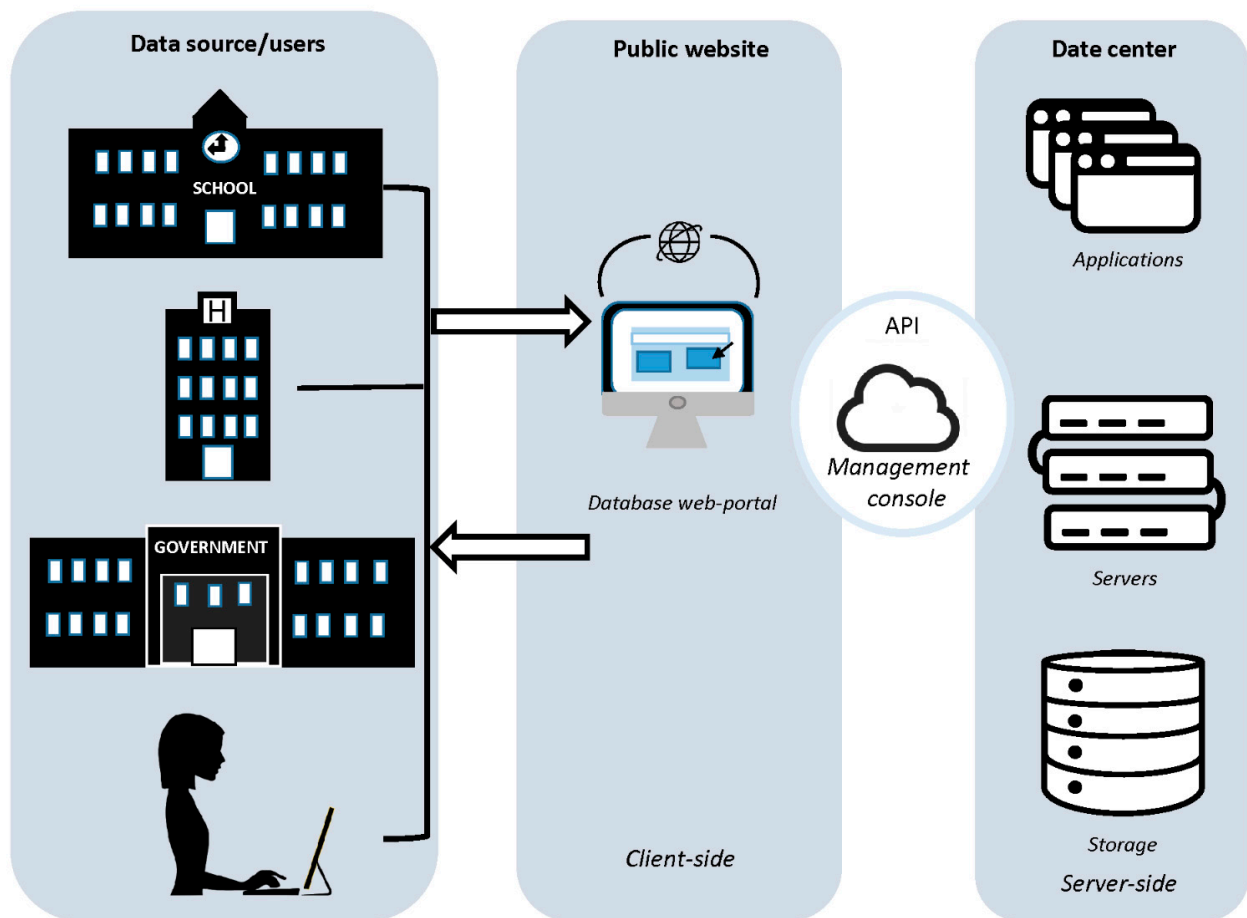 Data source/users
SCHOOL
H
GOVERNMENT
Public website
Database web-portal
Client-side
API
Management
console
Date center
Applications
Servers
Storage
Server-side